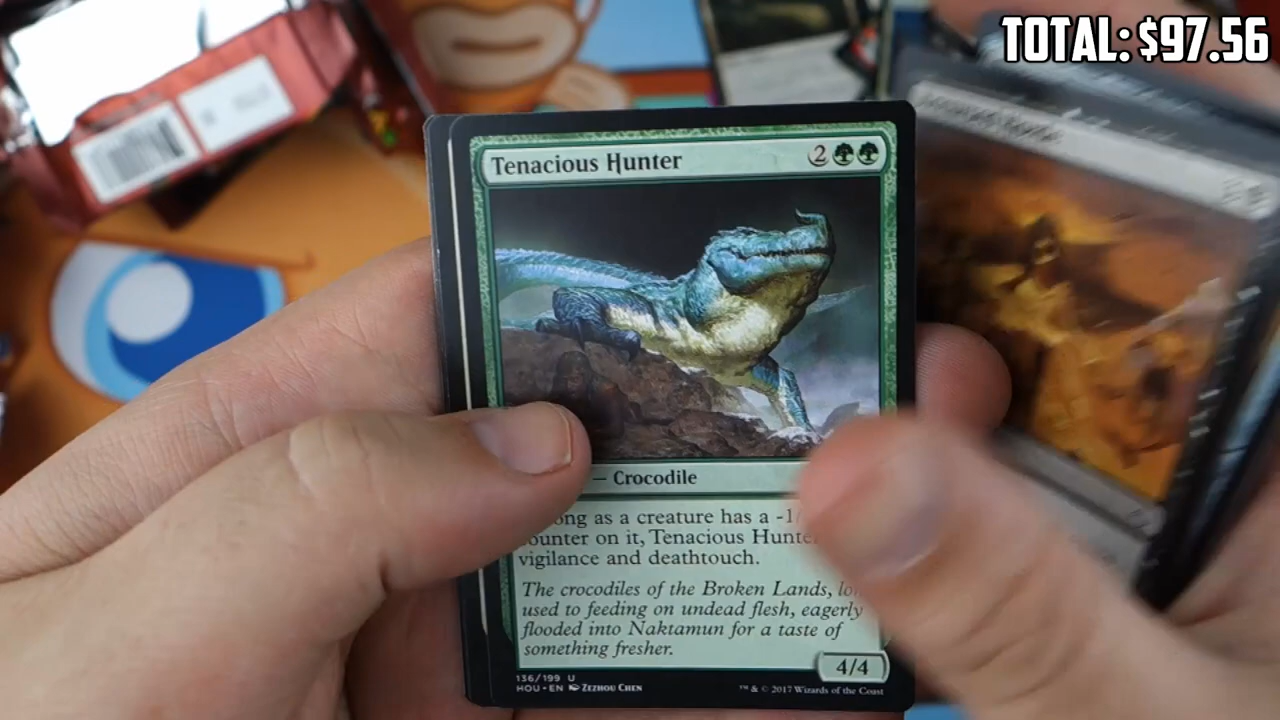 TOTAL: $97.56
Tenacious Hunter 2
— Crocodile
ong as a creature has a -1/
ounter on it, Tenacious Hunte
vigilance and deathtouch.
The crocodiles of the Broken Lands, lo
used to feeding on undead flesh, eagerly
flooded into Naktamun for a taste of
something fresher.
4/4
136/199 U
HOU • EN ZEZHOU CHEN
™ & © 2017 Wizards of the Coast